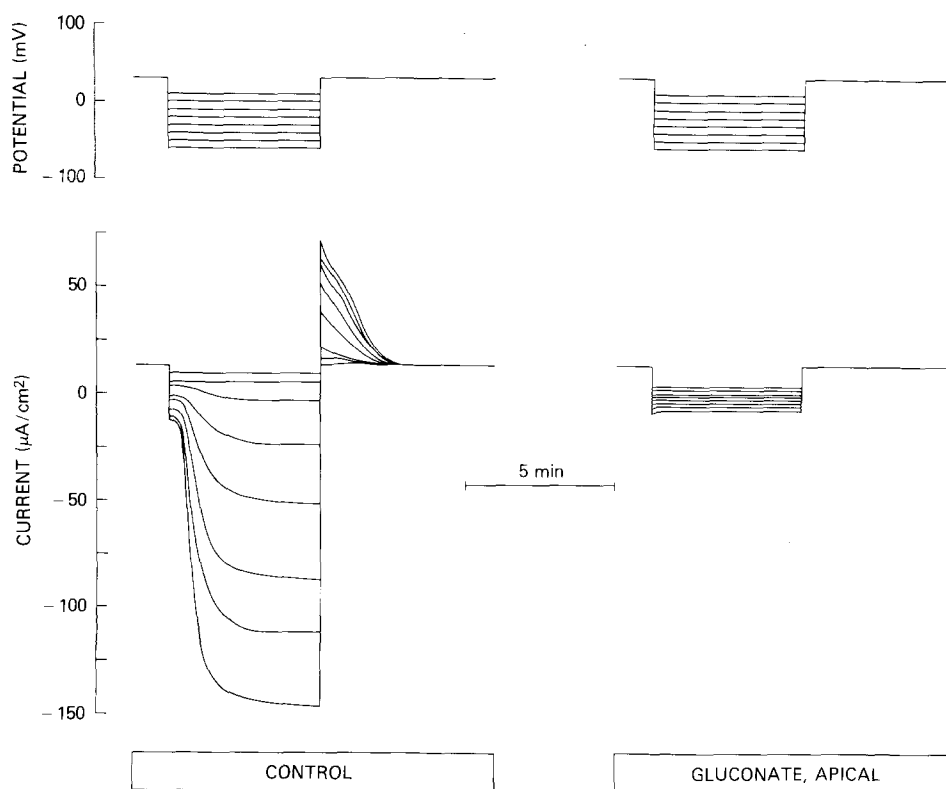 POTENTIAL (mV)
100
0
− 100
CURRENT (μA/cm²)
50
0
− 50
− 100
− 150
5 min
CONTROL
GLUCONATE, APICAL